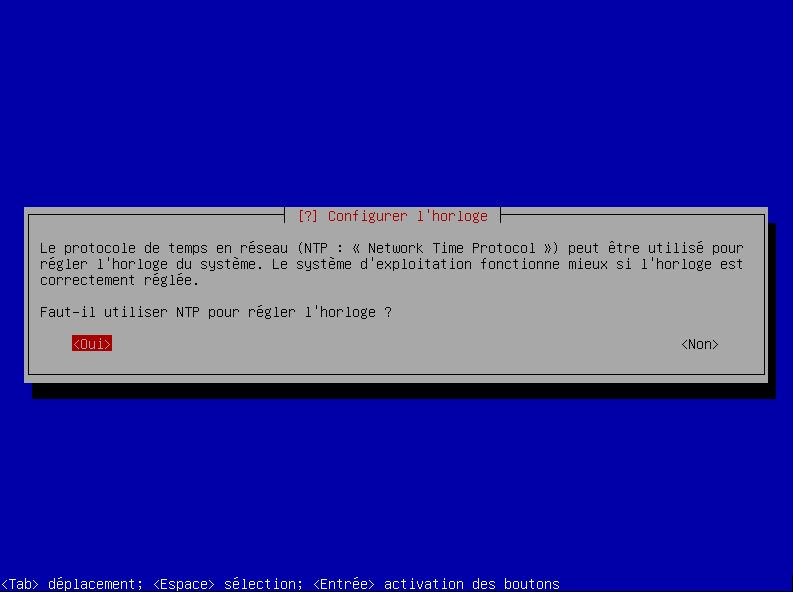 [?] Configurer l'horloge
Le protocole de temps en réseau (NTP : « Network Time Protocol ») peut être utilisé pour
régler l'horloge du système. Le système d'exploitation fonctionne mieux si l'horloge est
correctement réglée.
Faut-il utiliser NTP pour régler l'horloge ?
<Oui> <Non>
<Tab> déplacement; <Espace> sélection; <Entrée> activation des boutons